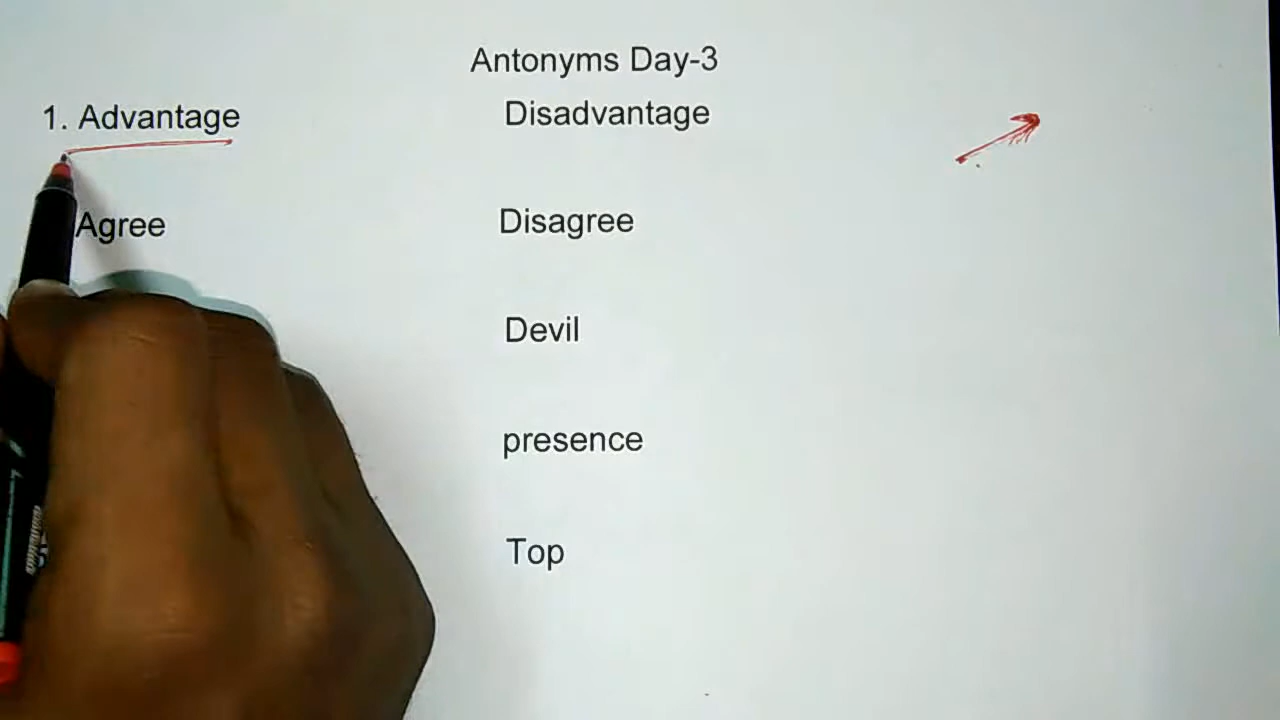 Antonyms Day-3
1. Advantage Disadvantage
Agree Disagree
Devil
presence
Top